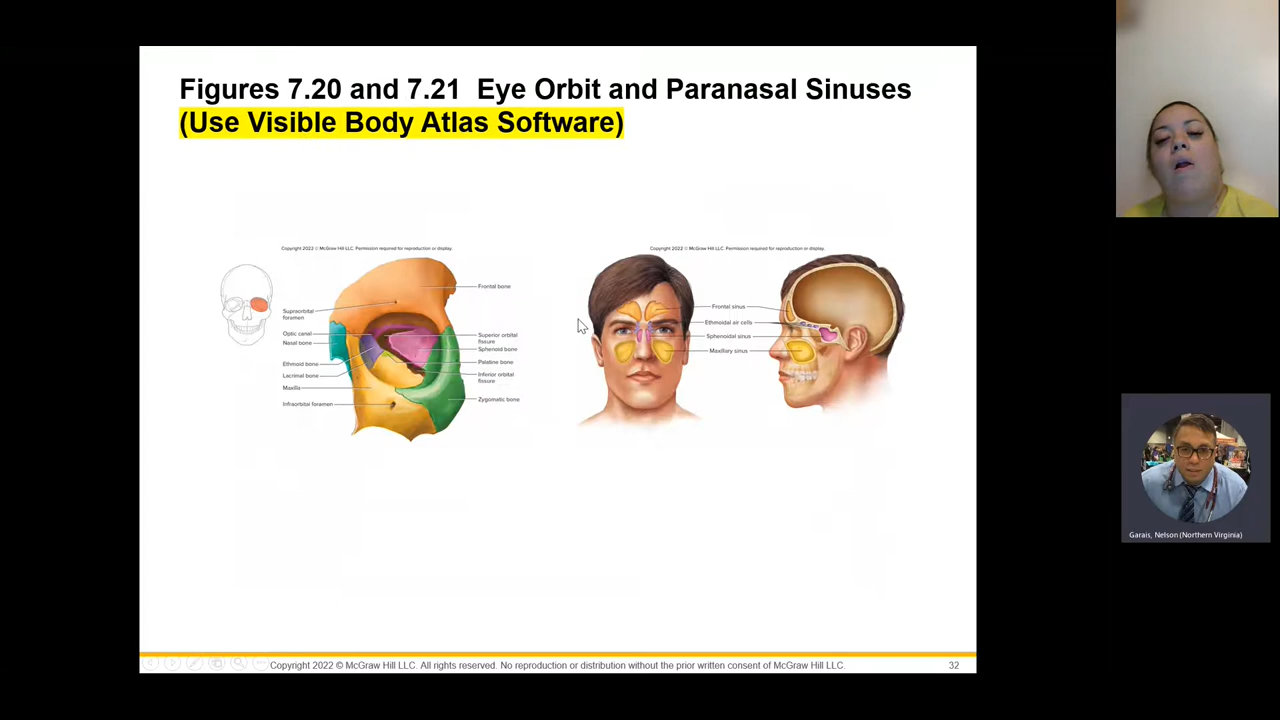 Figures 7.20 and 7.21 Eye Orbit and Paranasal Sinuses
(Use Visible Body Atlas Software)
Copyright 2022 © McGraw Hill LLC. Permission required for reproduction or display.
Supraorbital
foramen
Optic canal
Nasal bone
Ethmoid bone
Lacrimal bone
Maxilla
Infraorbital foramen
Frontal bone
Superior orbital
fissure
Sphenoid bone
Palatine bone
Inferior orbital
fissure
Zygomatic bone
Copyright 2022 © McGraw Hill LLC. Permission required for reproduction or display.
Frontal sinus
Ethmoidal air cells
Sphenoidal sinus
Maxillary sinus
Garais, Nelson (Northern Virginia)
Copyright 2022 © McGraw Hill LLC. All rights reserved. No reproduction or distribution without the prior written consent of McGraw Hill LLC.
32